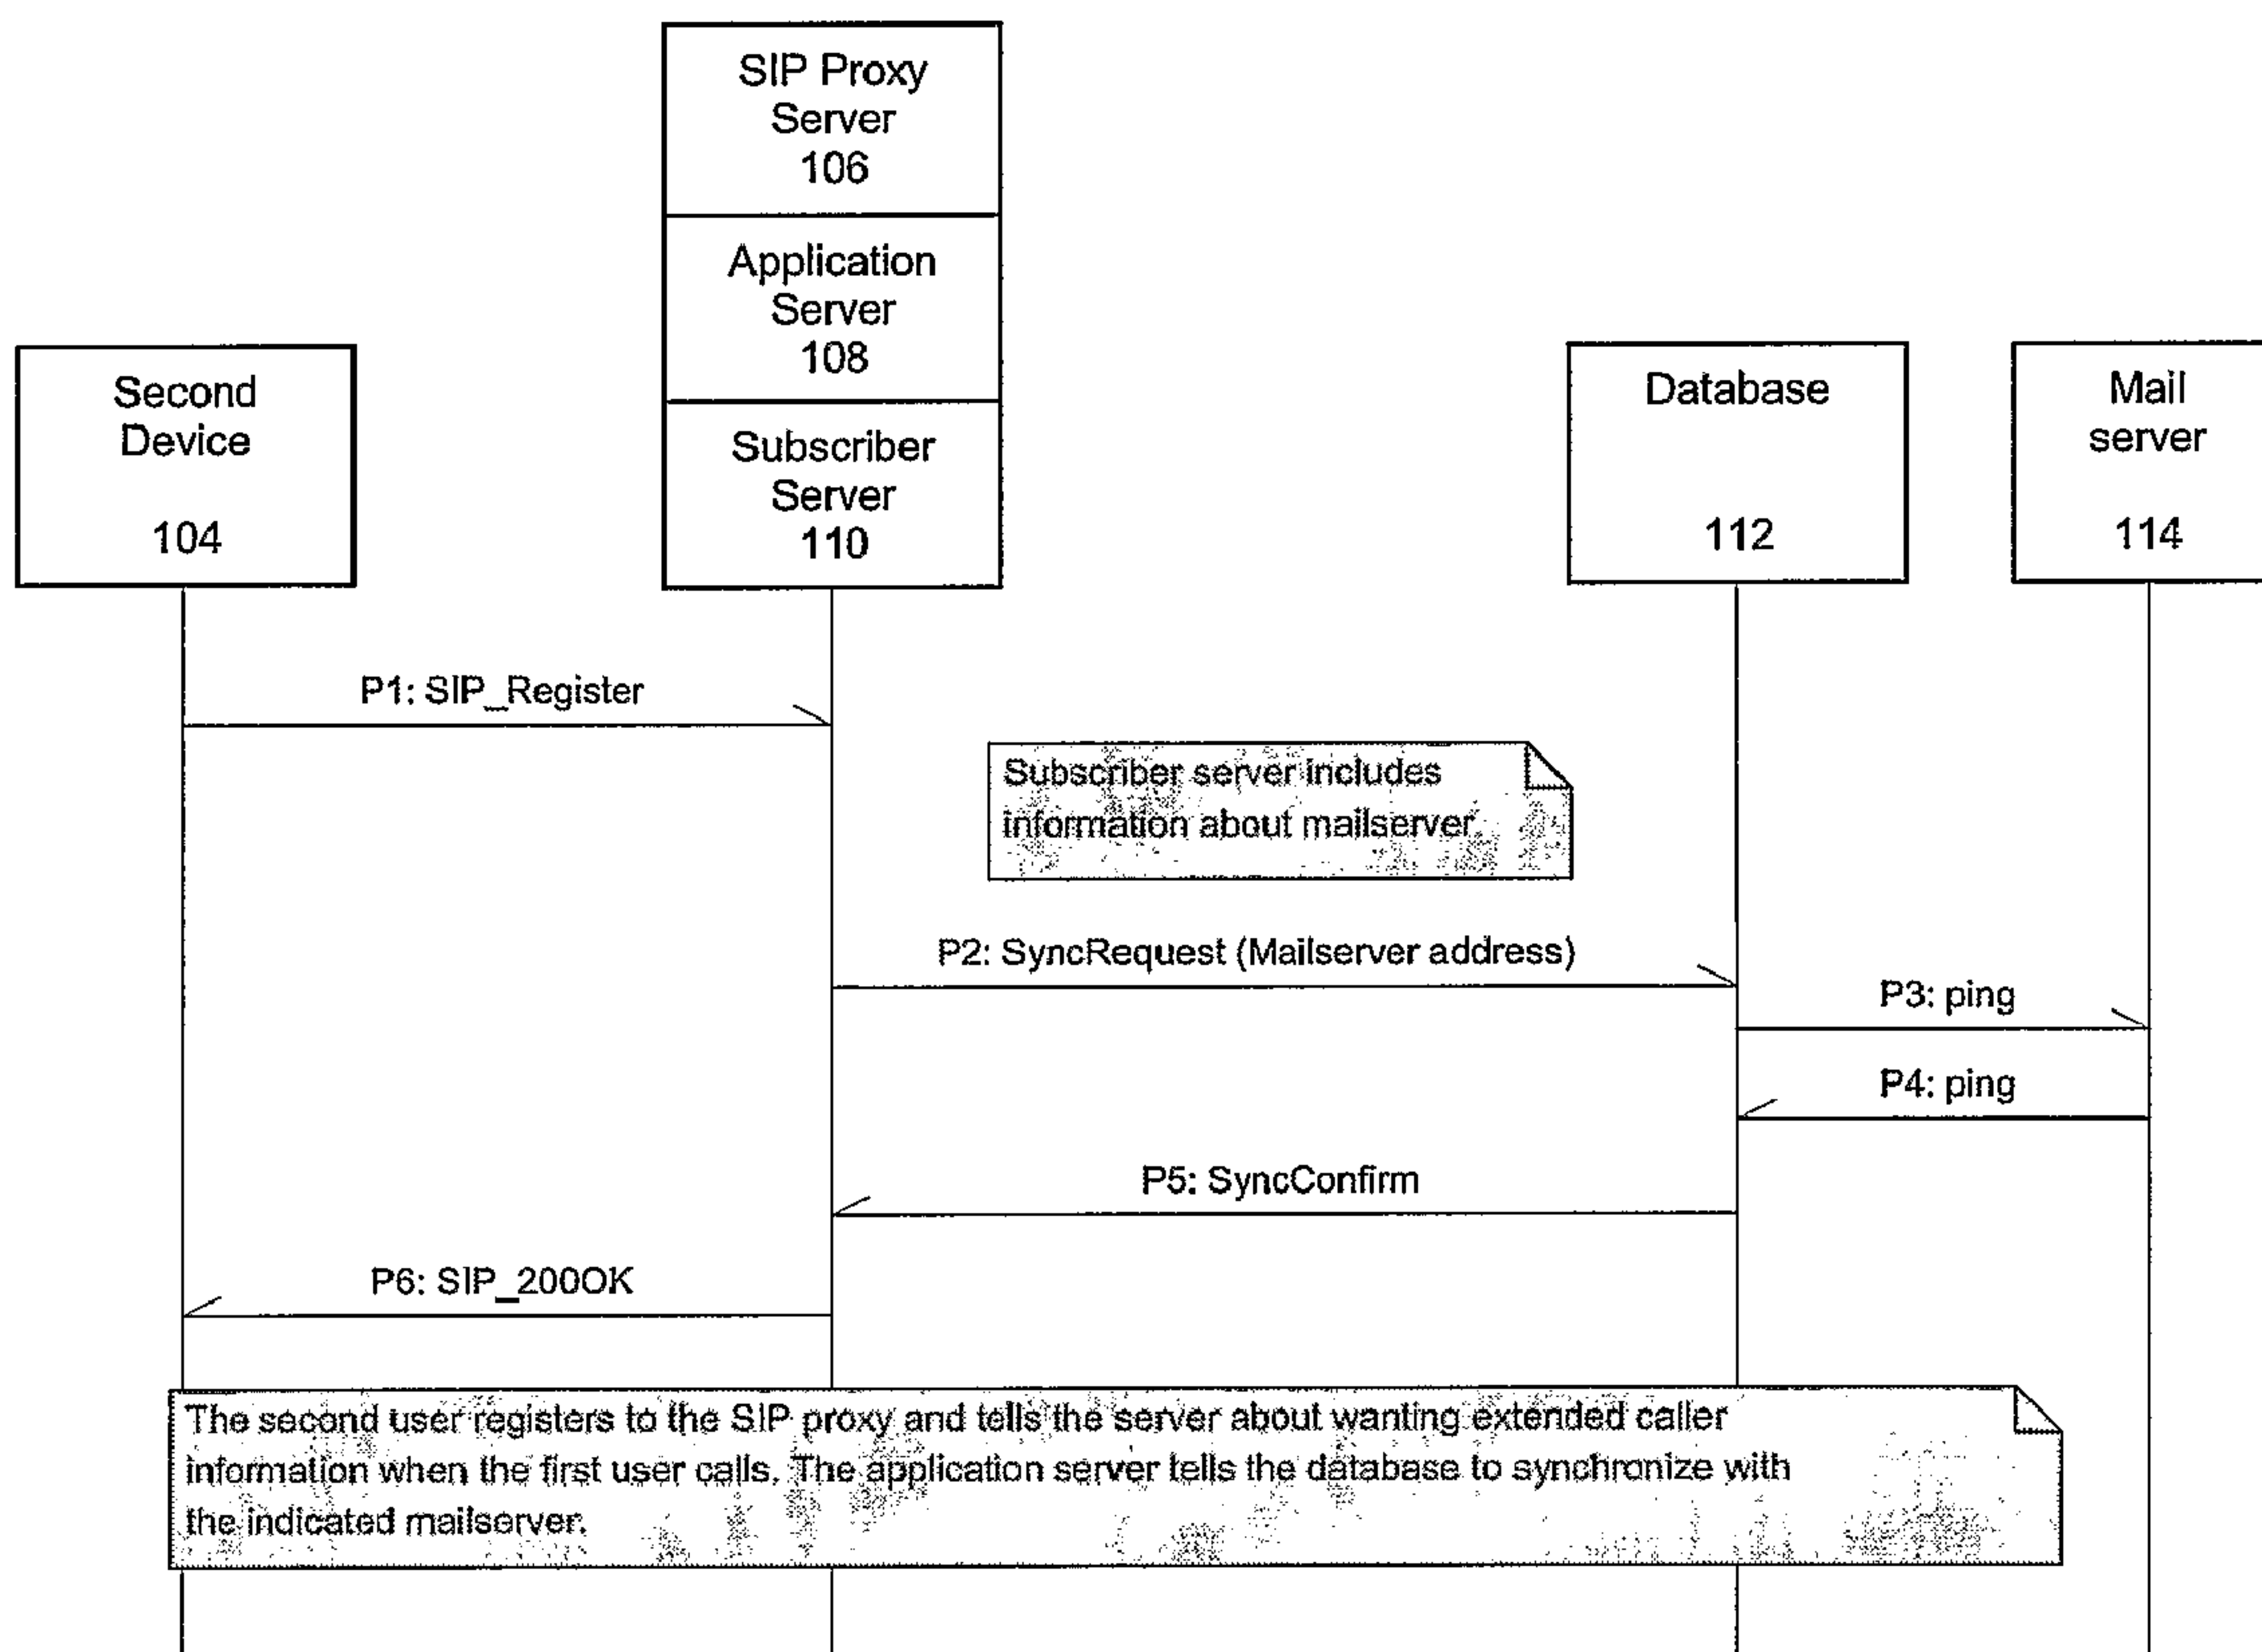 SIP Proxy
Server
106
Application
Server
108
Subscriber
Server
110
Second
Device
104
Database
112
Mail
server
114
P1: SIP_Register
Subscriber server includes
information about mailserver
P2: SyncRequest (Mailserver address)
P3: ping
P4: ping
P5: SyncConfirm
P6: SIP_200OK
The second user registers to the SIP proxy and tells the server about wanting extended caller
information when the first user calls. The application server tells the database to synchronize with
the indicated mailserver.